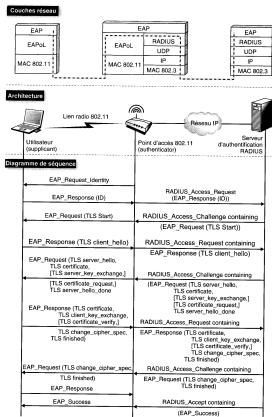 Couches réseau
EAP
EAPoL
MAC 802.11
EAP
EAPoL
MAC 802.11
RADIUS
UDP
IP
MAC 802.3
EAP
RADIUS
UDP
IP
MAC 802.3
Architecture
Lien radio 802.11
Réseau IP
Utilisateur
(supplicant)
Point d'accès 802.11
(authenticator)
Serveur
d'authentification
RADIUS
Diagramme de séquence
EAP_Request_Identity
EAP_Response (ID)
RADIUS_Access_Request
(EAP_Response (ID))
EAP_Request (TLS Start)
RADIUS_Access_Challenge containing
(EAP_Request (TLS Start))
EAP_Response (TLS client_hello)
RADIUS_Access_Request containing
EAP_Response (TLS client_hello)
EAP_Request (TLS server_hello,
TLS certificate,
[TLS server_key_exchange,]
[TLS certificate_request,]
TLS server_hello_done
RADIUS_Access_Challenge containing
(EAP_Request (TLS server_hello,
TLS certificate,
[TLS server_key_exchange,]
[TLS certificate_request,]
TLS server_hello_done
EAP_Response (TLS certificate,
TLS client_key_exchange,
[TLS certificate_verify,]
TLS change_cipher_spec,
TLS finished)
RADIUS_Access_Request containing
EAP_Response (TLS certificate,
TLS client_key_exchange,
[TLS certificate_verify,]
TLS change_cipher_spec,
TLS finished)
EAP_Request (TLS change_cipher_spec,
TLS finished)
RADIUS_Access_Challenge containing
EAP_Request (TLS change_cipher_spec,
TLS finished)
EAP_Response
RADIUS_Access_Request containing
EAP_Success
RADIUS_Accept containing
(EAP_Success)